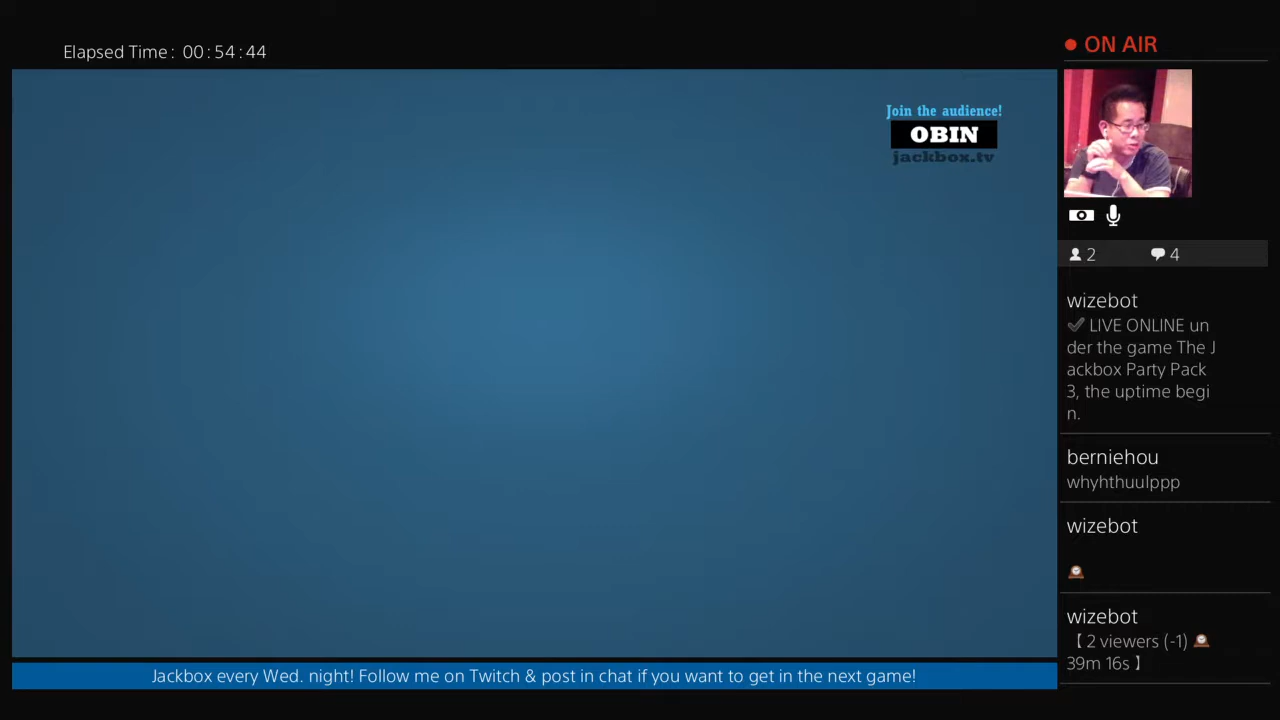 Elapsed Time: 00:54:44
ON AIR
Join the audience!
OBIN
jackbox.tv
2
4
wizebot
LIVE ONLINE un
der the game The J
ackbox Party Pack
3, the uptime begi
n.
berniehou
whyhthuulppp
wizebot
wizebot
【 2 viewers (-1)
39m 16s 】
Jackbox every Wed. night! Follow me on Twitch & post in chat if you want to get in the next game!